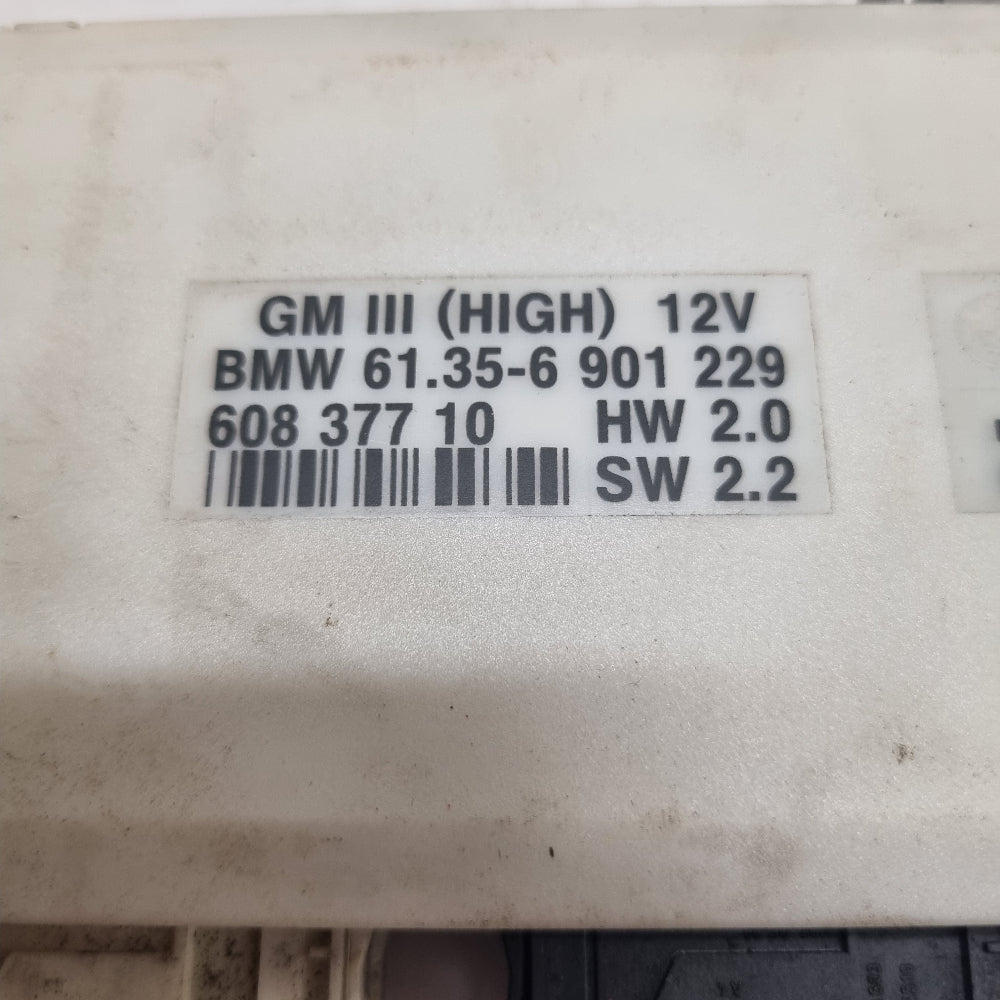 GM III (HIGH) 12V
BMW 61.35-6 901 229
608 377 10 HW 2.0
SW 2.2